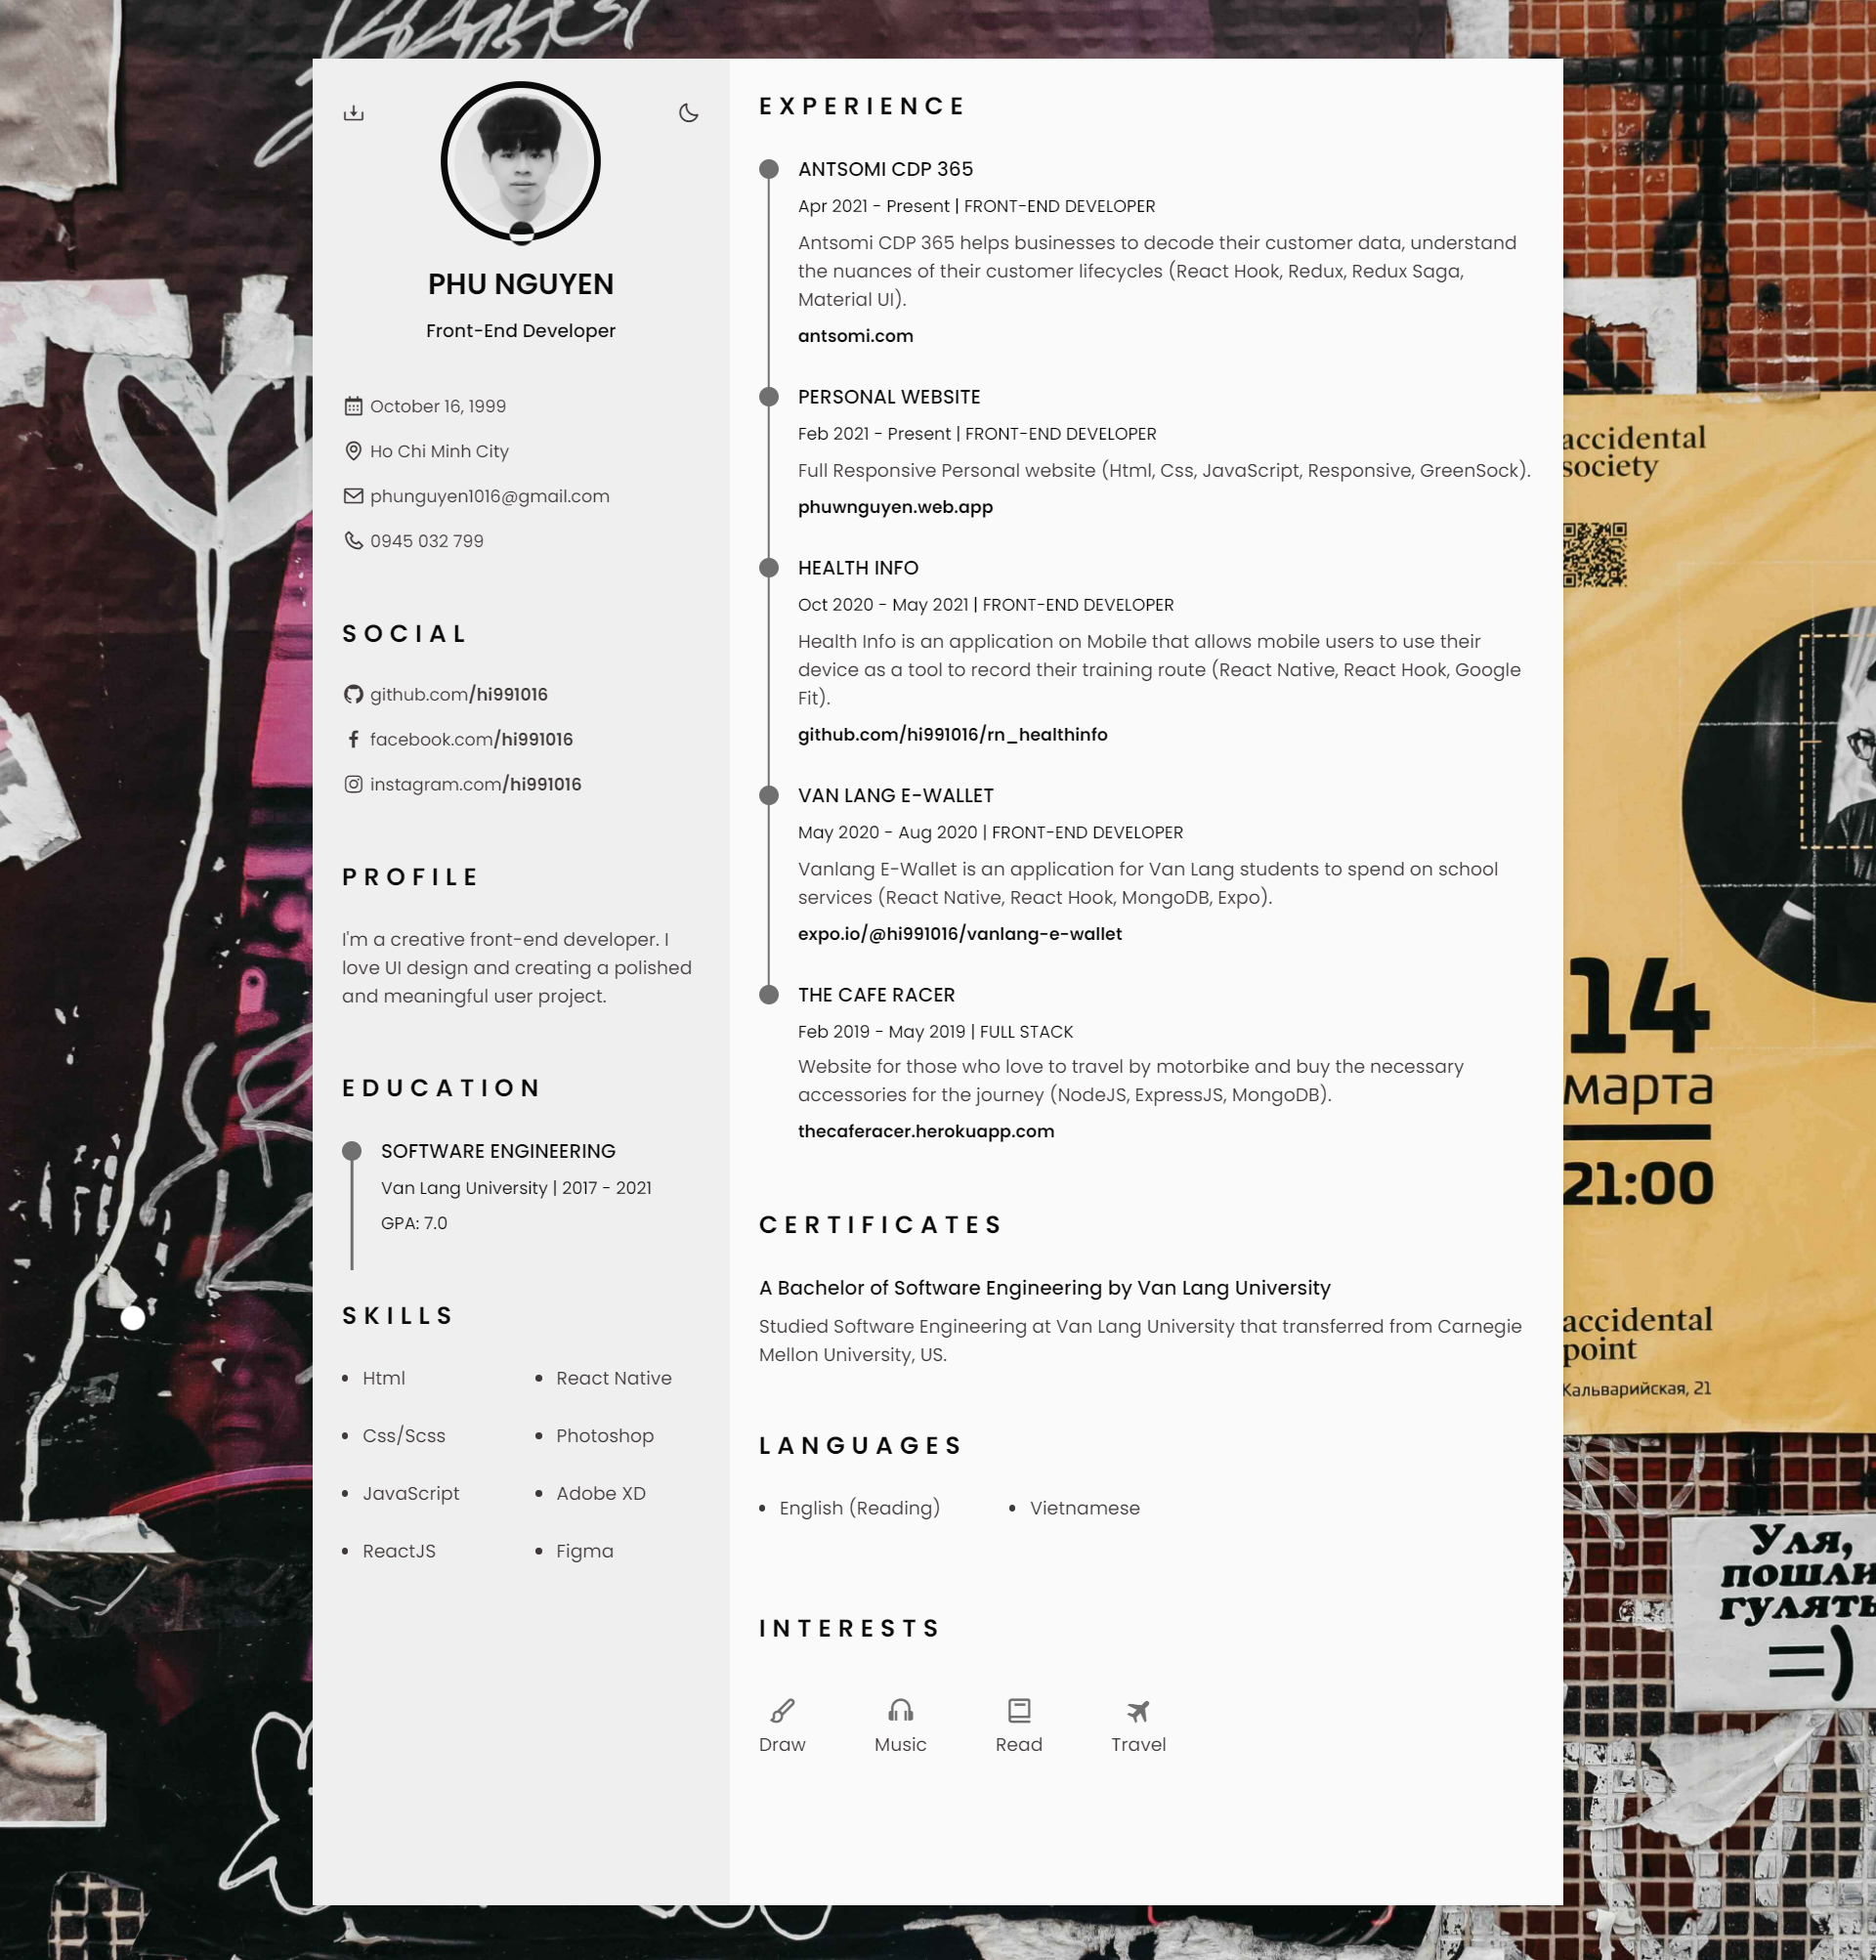 PHU NGUYEN
Front-End Developer
October 16, 1999
Ho Chi Minh City
phunguyen1016@gmail.com
0945 032 799
SOCIAL
github.com/hi991016
facebook.com/hi991016
instagram.com/hi991016
PROFILE
I'm a creative front-end developer. I
love UI design and creating a polished
and meaningful user project.
EDUCATION
SOFTWARE ENGINEERING
Van Lang University | 2017 - 2021
GPA: 7.0
SKILLS
Html
React Native
Css/Scss
Photoshop
JavaScript
Adobe XD
ReactJS
Figma
EXPERIENCE
ANTSOMI CDP 365
Apr 2021 - Present | FRONT-END DEVELOPER
Antsomi CDP 365 helps businesses to decode their customer data, understand
the nuances of their customer lifecycles (React Hook, Redux, Redux Saga,
Material UI).
antsomi.com
PERSONAL WEBSITE
Feb 2021 - Present | FRONT-END DEVELOPER
Full Responsive Personal website (Html, Css, JavaScript, Responsive, GreenSock).
phuwnguyen.web.app
HEALTH INFO
Oct 2020 - May 2021 | FRONT-END DEVELOPER
Health Info is an application on Mobile that allows mobile users to use their
device as a tool to record their training route (React Native, React Hook, Google
Fit).
github.com/hi991016/rn_healthinfo
VAN LANG E-WALLET
May 2020 - Aug 2020 | FRONT-END DEVELOPER
Vanlang E-Wallet is an application for Van Lang students to spend on school
services (React Native, React Hook, MongoDB, Expo).
expo.io/@hi991016/vanlang-e-wallet
THE CAFE RACER
Feb 2019 - May 2019 | FULL STACK
Website for those who love to travel by motorbike and buy the necessary
accessories for the journey (NodeJS, ExpressJS, MongoDB).
thecaferacer.herokuapp.com
CERTIFICATES
A Bachelor of Software Engineering by Van Lang University
Studied Software Engineering at Van Lang University that transferred from Carnegie
Mellon University, US.
LANGUAGES
English (Reading)
Vietnamese
INTERESTS
Draw
Music
Read
Travel
accidental
society
14
марта
21:00
accidental
point
Кальварийская, 21
Уля,
пошли
гулять
=)